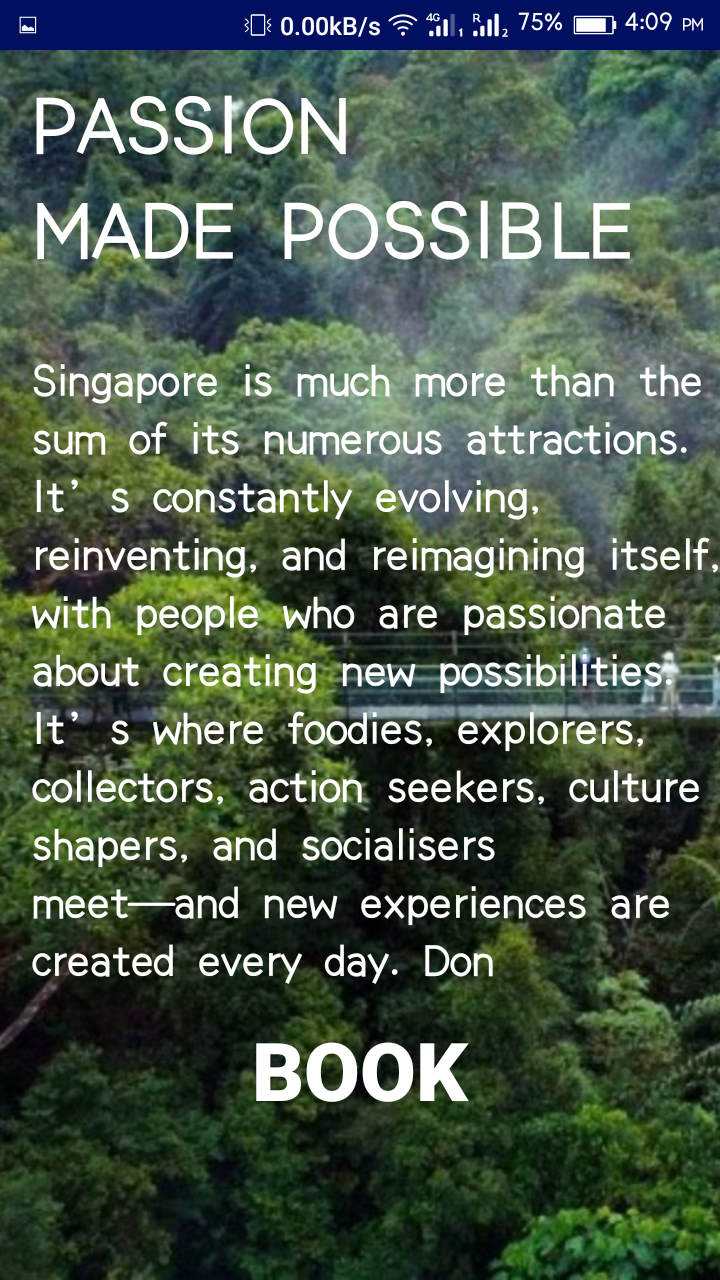 0.00kB/s 4G 1 R 2 75% 4:09 PM
PASSION
MADE POSSIBLE
Singapore is much more than the
sum of its numerous attractions.
It’s constantly evolving,
reinventing, and reimagining itself,
with people who are passionate
about creating new possibilities.
It’s where foodies, explorers,
collectors, action seekers, culture
shapers, and socialisers
meet—and new experiences are
created every day. Don
BOOK